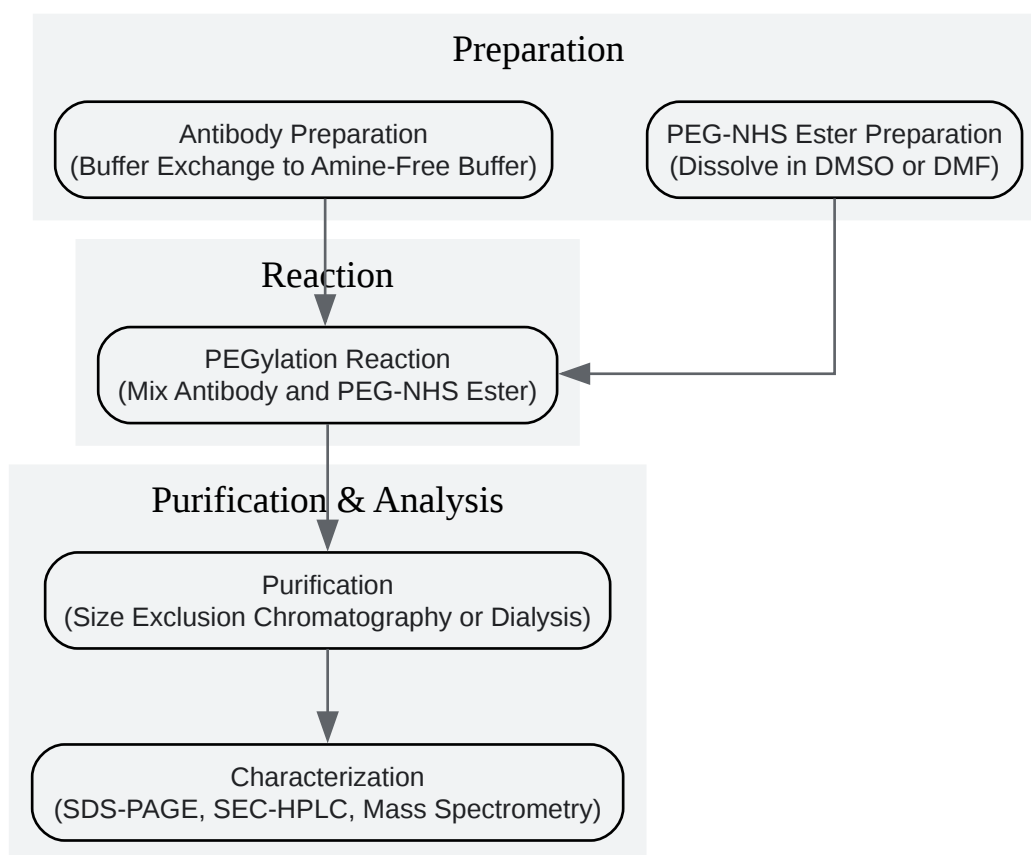 Preparation
Antibody Preparation
(Buffer Exchange to Amine-Free Buffer)
PEG-NHS Ester Preparation
(Dissolve in DMSO or DMF)
Reaction
PEGylation Reaction
(Mix Antibody and PEG-NHS Ester)
Purification & Analysis
Purification
(Size Exclusion Chromatography or Dialysis)
Characterization
(SDS-PAGE, SEC-HPLC, Mass Spectrometry)